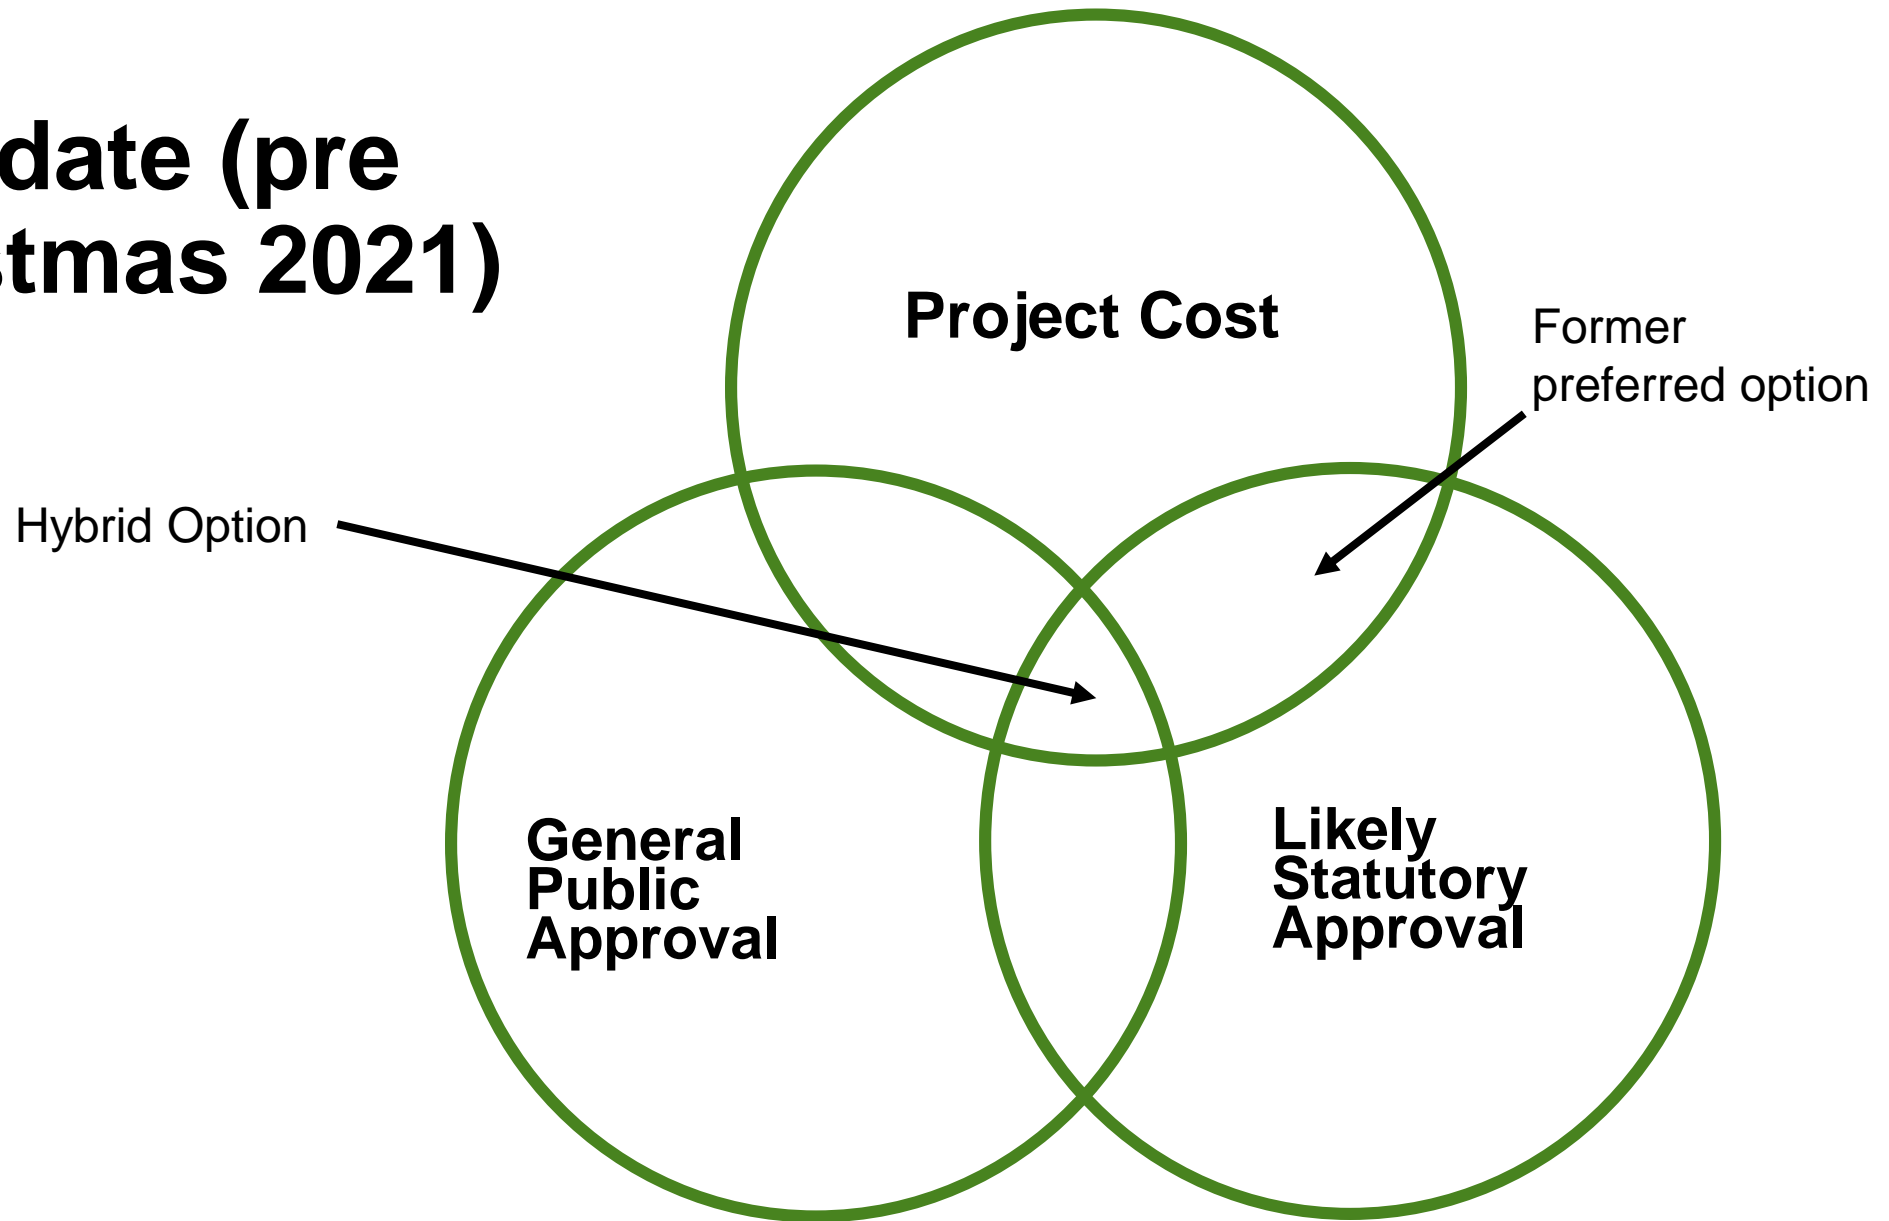 date (pre
stmas 2021)
Project Cost
Former
preferred option
Hybrid Option
General
Public
Approval
Likely
Statutory
Approval